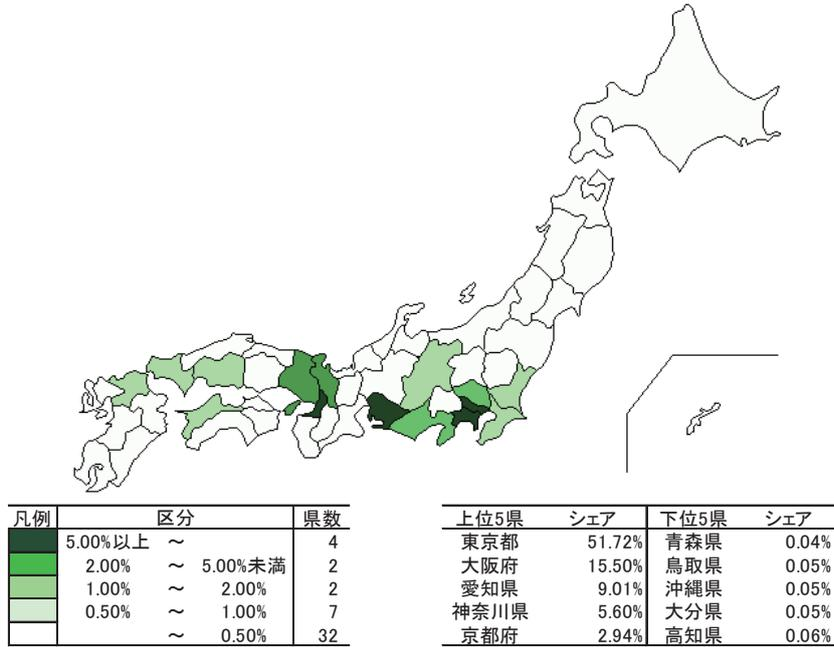 凡例 区分 県数
5.00%以上 ～ 4
2.00% ～ 5.00%未満 2
1.00% ～ 2.00% 2
0.50% ～ 1.00% 7
～ 0.50% 32
上位5県 シェア 下位5県 シェア
東京都 51.72% 青森県 0.04%
大阪府 15.50% 鳥取県 0.05%
愛知県 9.01% 沖縄県 0.05%
神奈川県 5.60% 大分県 0.05%
京都府 2.94% 高知県 0.06%